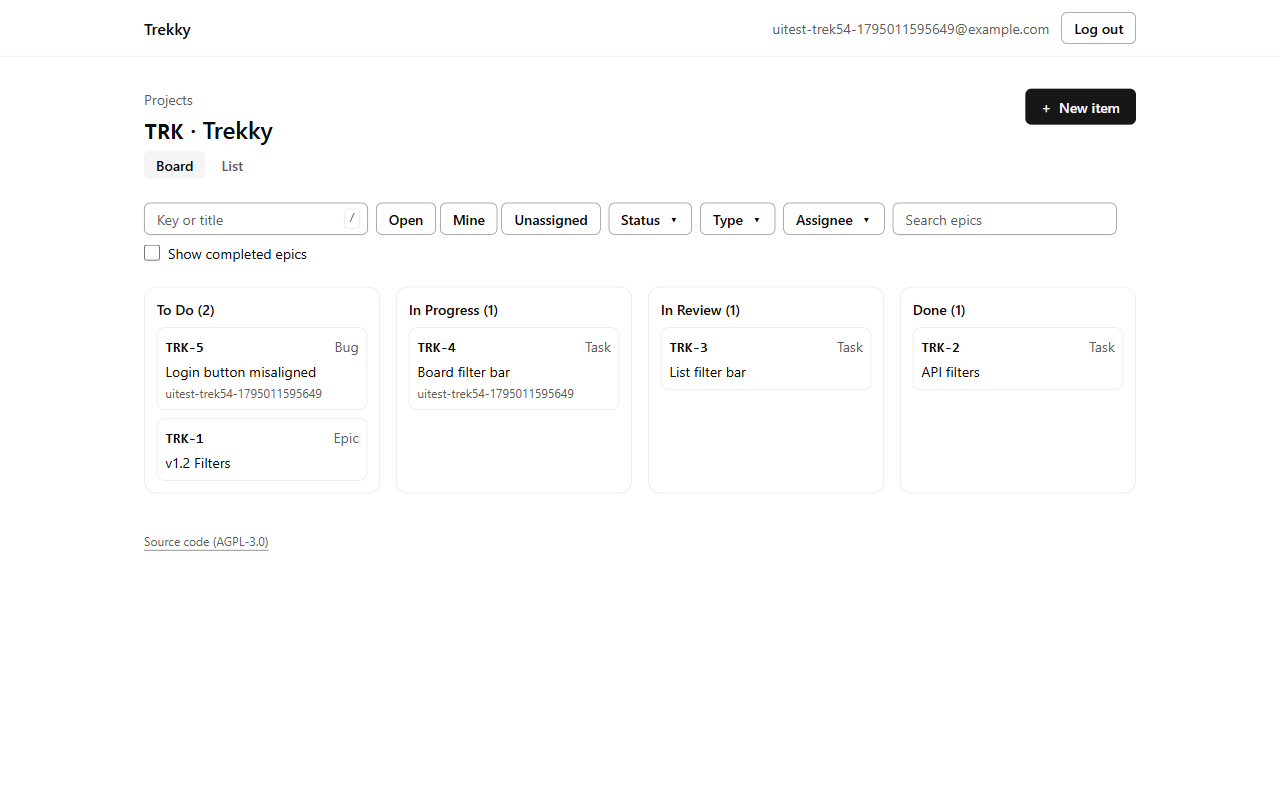 Trekky
uitest-trek54-1795011595649@example.com
Log out
Projects
TRK · Trekky
+ New item
Board
List
Key or title
/
Open
Mine
Unassigned
Status ▼
Type ▼
Assignee ▼
Search epics
Show completed epics
To Do (2)
TRK-5
Bug
Login button misaligned
uitest-trek54-1795011595649
TRK-1
Epic
v1.2 Filters
In Progress (1)
TRK-4
Task
Board filter bar
uitest-trek54-1795011595649
In Review (1)
TRK-3
Task
List filter bar
Done (1)
TRK-2
Task
API filters
Source code (AGPL-3.0)